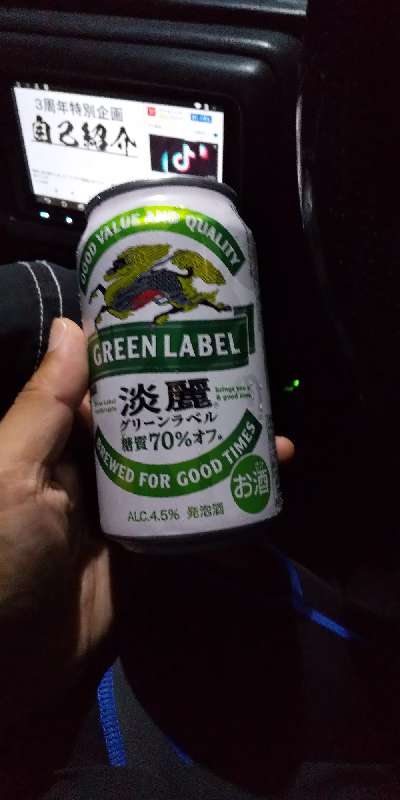 3周年特別企画
自己紹介
TikTok
GOOD VALUE AND QUALITY
GREEN LABEL
淡麗
グリーンラベル
糖質70%オフ
BREWED FOR GOOD TIMES
お酒
ALC.4.5% 発泡酒